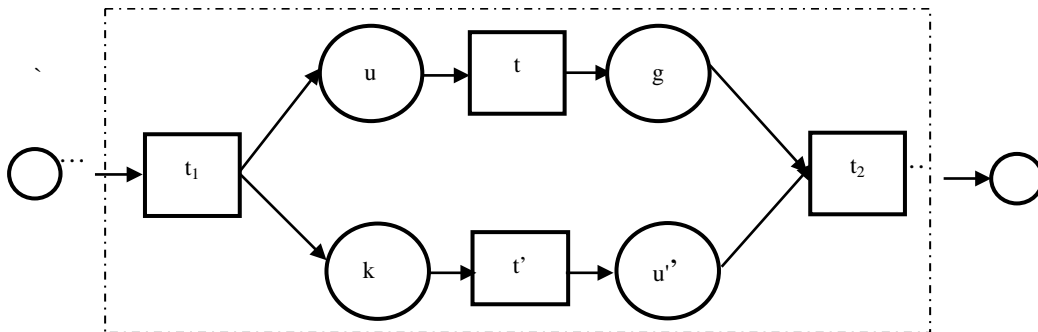 u t g
`
… t₁ t₂ …
k t’ u'’